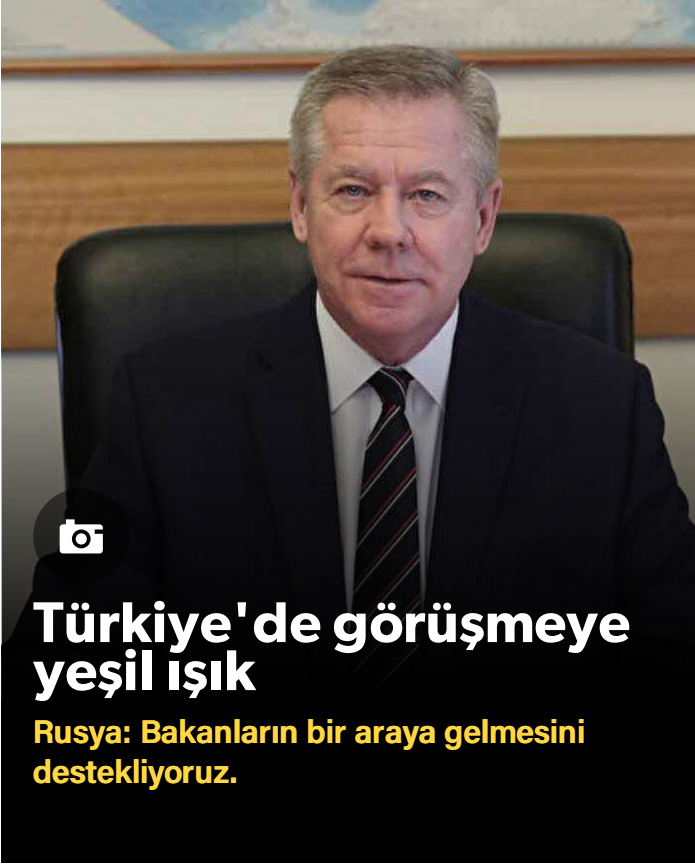 Türkiye'de görüşmeye
yeşil ışık
Rusya: Bakanların bir araya gelmesini
destekliyoruz.